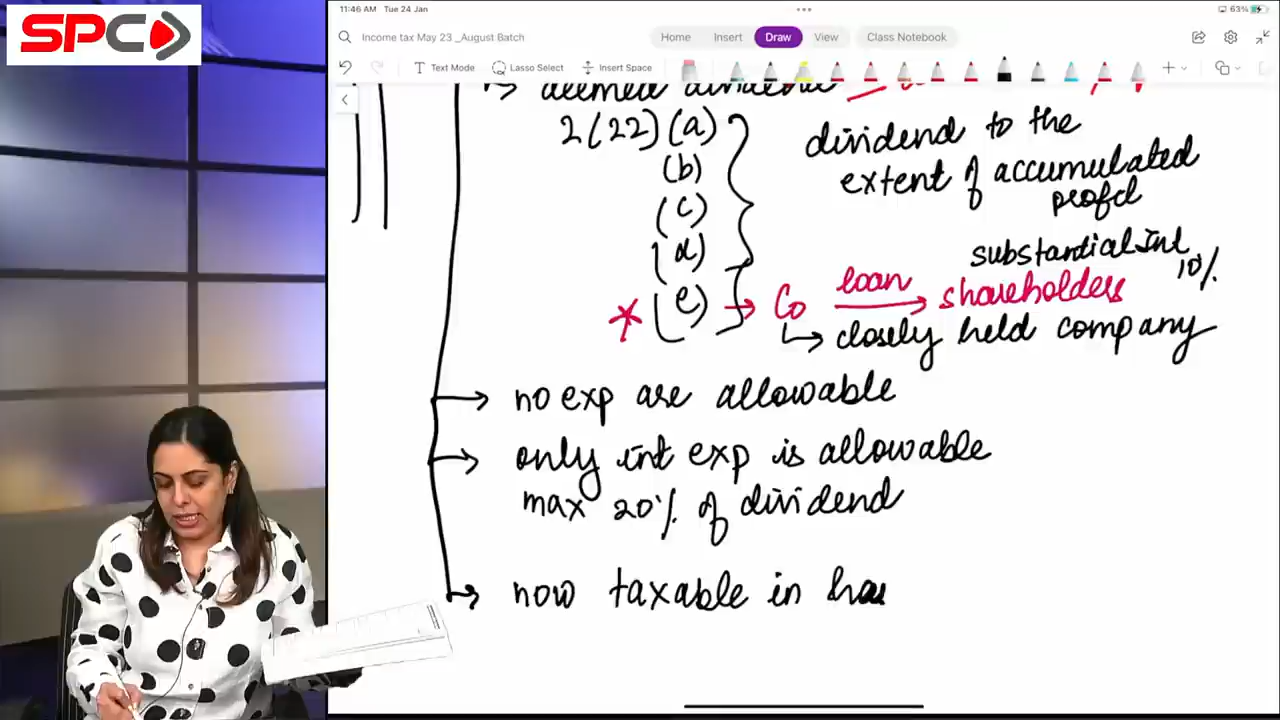 SPC
11:46 AM Tue 24 Jan
63%
Income tax May 23 _August Batch
Home Insert Draw View Class Notebook
Text Mode Lasso Select Insert Space
deemed dividend
2(22)(a)
(b)
(c)
(d)
(e) → Co loan → shareholders
dividend to the
extent of accumulated
profit
substantial int
10%
↳ closely held company
→ no exp are allowable
→ only int exp is allowable
max 20% of dividend
→ now taxable in